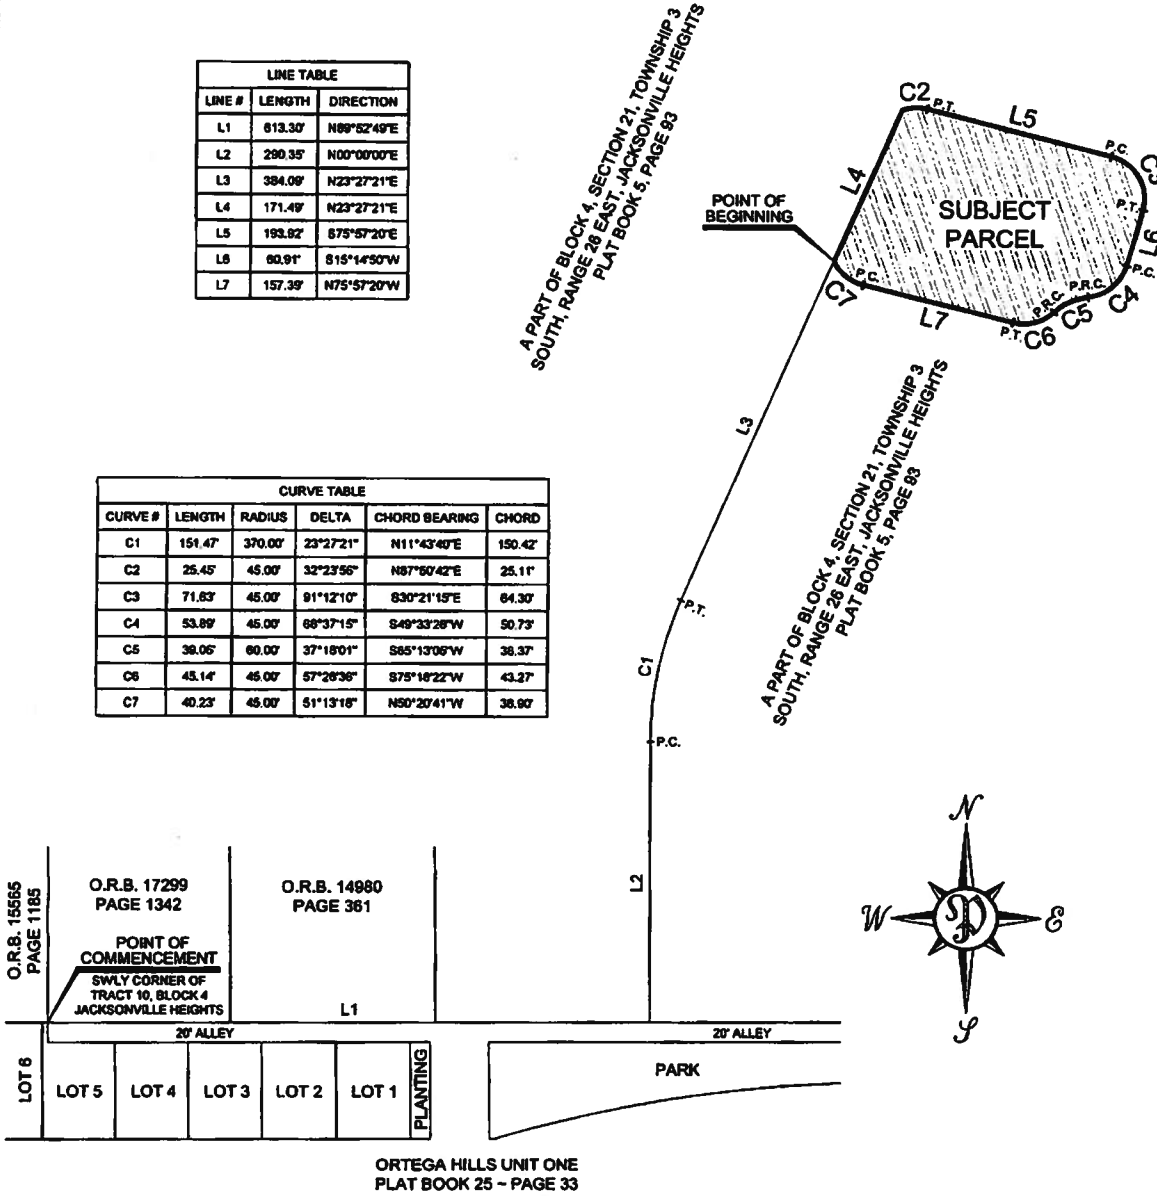 LINE TABLE
LINE # LENGTH DIRECTION
L1 613.30' N89°52'49"E
L2 290.35' N00°00'00"E
L3 384.09' N23°27'21"E
L4 171.49' N23°27'21"E
L5 193.92' S75°57'20"E
L6 60.91' S15°14'50"W
L7 157.39' N75°57'20"W
A PART OF BLOCK 4, SECTION 21, TOWNSHIP 3
SOUTH, RANGE 26 EAST, JACKSONVILLE HEIGHTS
PLAT BOOK 5, PAGE 93
C2
P.T.
L5
P.C.
C3
L4
P.T.
SUBJECT
PARCEL
L6
POINT OF
BEGINNING
P.C.
C7
P.C.
L7
P.T.
C6
P.R.C.
C5
P.R.C.
C4
L3
A PART OF BLOCK 4, SECTION 21, TOWNSHIP 3
SOUTH, RANGE 26 EAST, JACKSONVILLE HEIGHTS
PLAT BOOK 5, PAGE 93
CURVE TABLE
CURVE # LENGTH RADIUS DELTA CHORD BEARING CHORD
C1 151.47' 370.00' 23°27'21" N11°43'40"E 150.42'
C2 25.45' 45.00' 32°23'56" N87°50'42"E 25.11'
C3 71.63' 45.00' 91°12'10" S30°21'15"E 64.30'
C4 53.89' 45.00' 68°37'15" S49°33'28"W 50.73'
C5 39.06' 60.00' 37°18'01" S65°13'05"W 38.37'
C6 45.14' 45.00' 57°28'36" S75°18'22"W 43.27'
C7 40.23' 45.00' 51°13'18" N50°20'41"W 38.90'
P.T.
C1
P.C.
L2
N
W
E
S
O.R.B. 15565
PAGE 1185
O.R.B. 17299
PAGE 1342
O.R.B. 14980
PAGE 361
POINT OF
COMMENCEMENT
SWLY CORNER OF
TRACT 10, BLOCK 4
JACKSONVILLE HEIGHTS
L1
20' ALLEY
20' ALLEY
LOT 6
LOT 5
LOT 4
LOT 3
LOT 2
LOT 1
PLANTING
PARK
ORTEGA HILLS UNIT ONE
PLAT BOOK 25 ~ PAGE 33